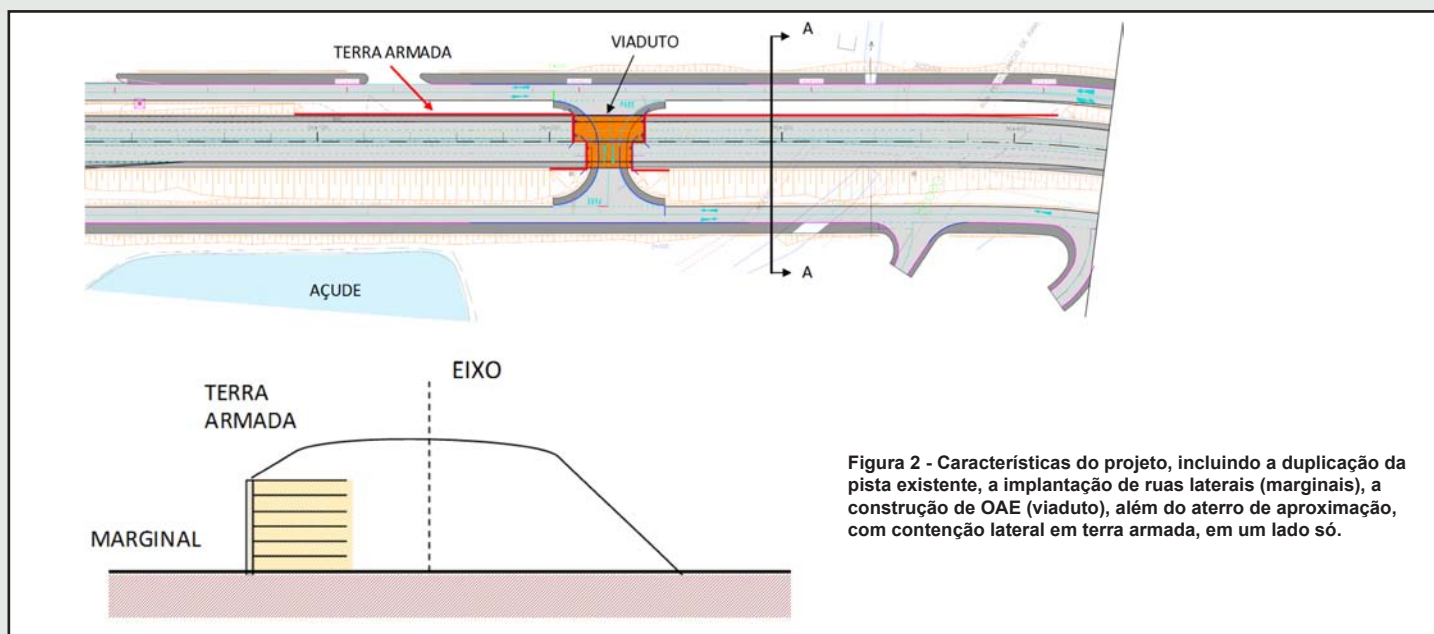 A
VIADUTO
TERRA ARMADA
A
AÇUDE
EIXO
TERRA
ARMADA
MARGINAL
Figura 2 - Características do projeto, incluindo a duplicação da
pista existente, a implantação de ruas laterais (marginais), a
construção de OAE (viaduto), além do aterro de aproximação,
com contenção lateral em terra armada, em um lado só.